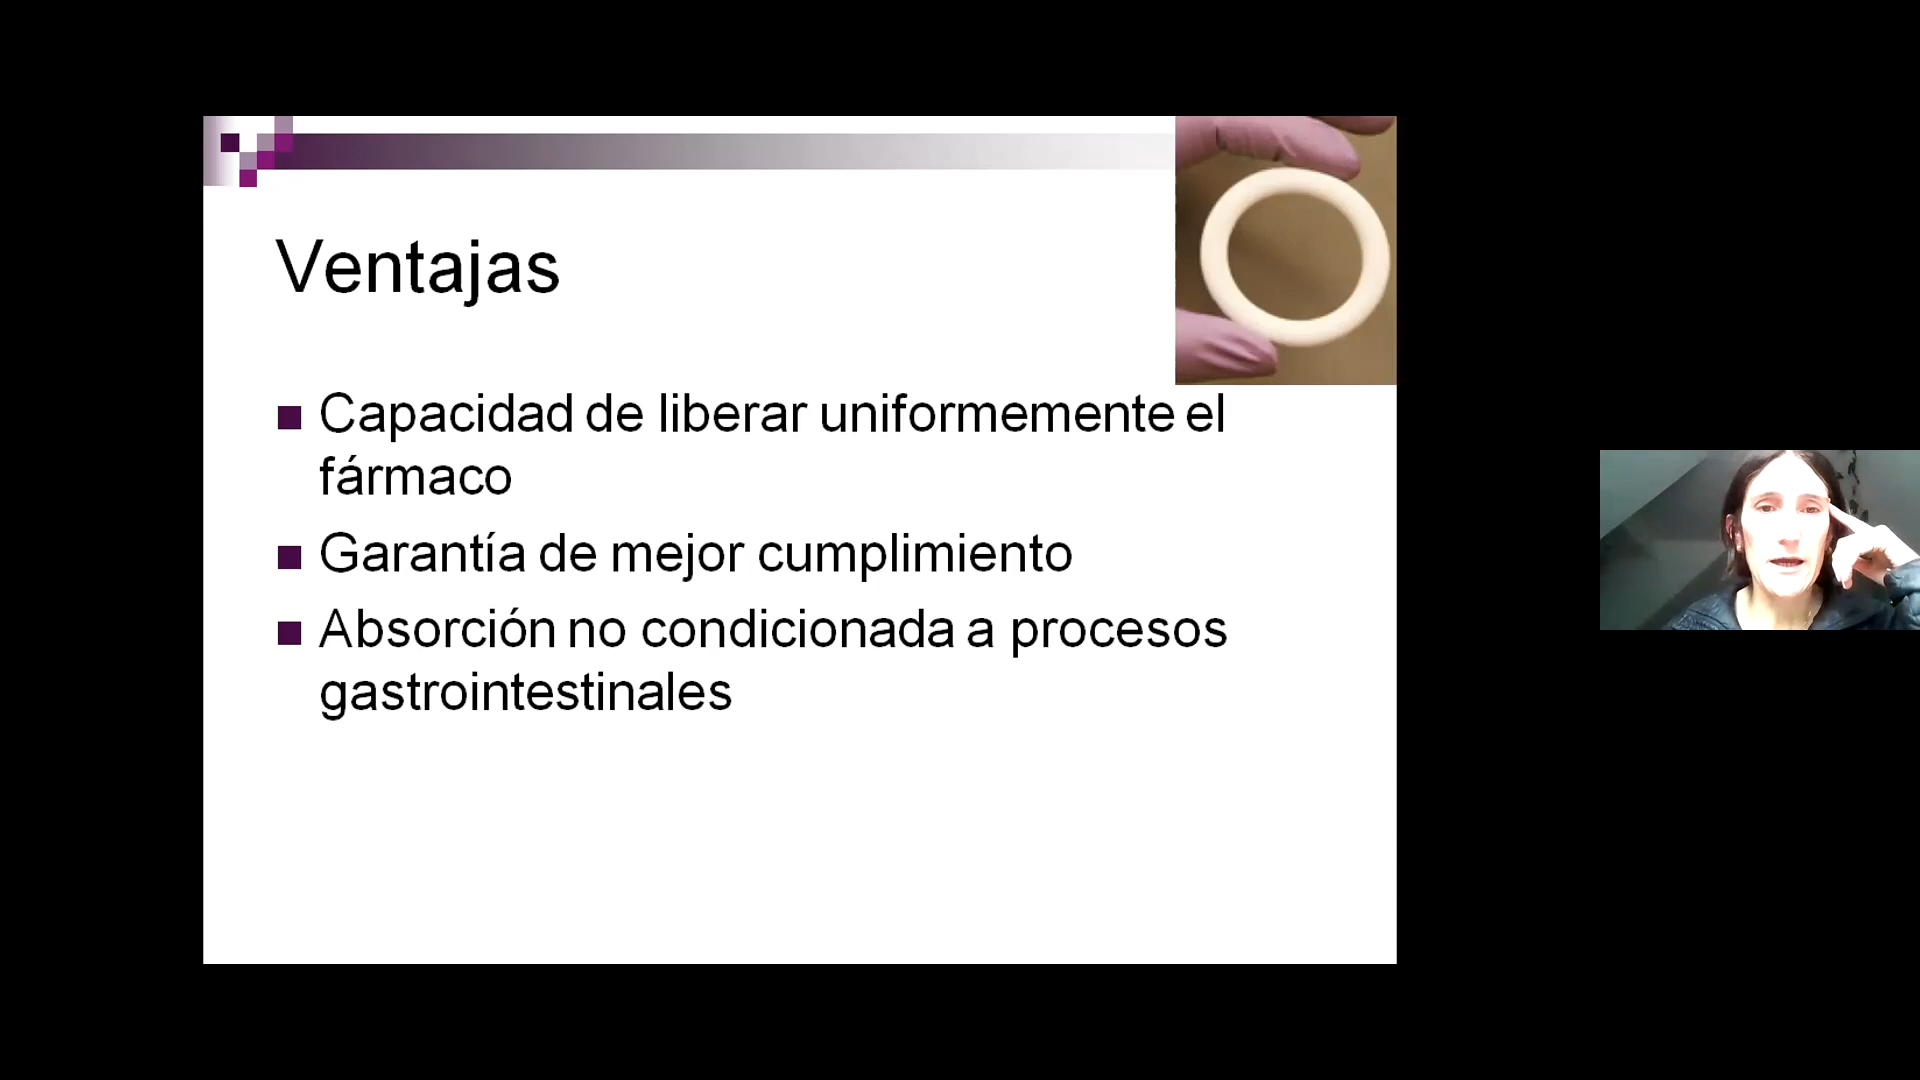 Ventajas
Capacidad de liberar uniformemente el
fármaco
Garantía de mejor cumplimiento
Absorción no condicionada a procesos
gastrointestinales